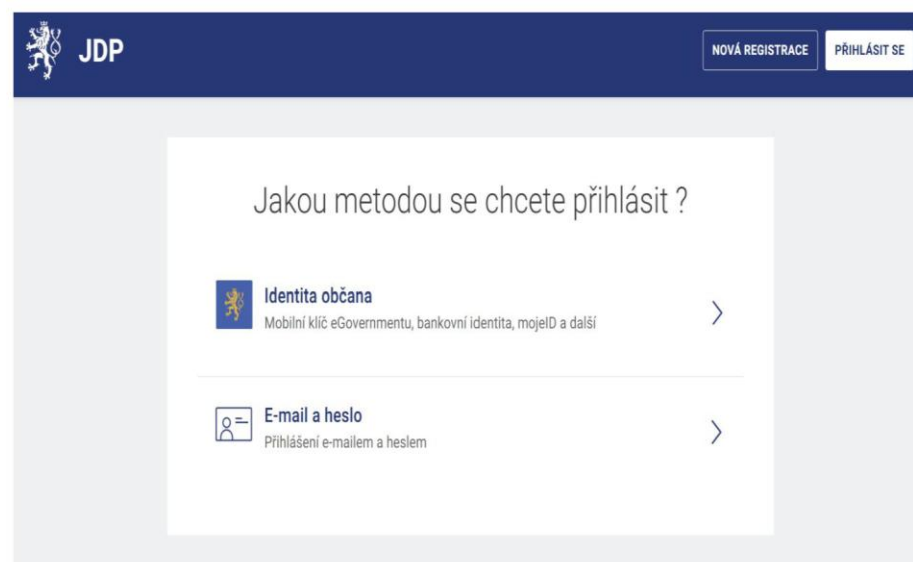 JDP
NOVÁ REGISTRACE
PŘIHLÁSIT SE
Jakou metodou se chcete přihlásit ?
Identita občana
Mobilní klíč eGovernmentu, bankovní identita, mojeID a další
E-mail a heslo
Přihlášení e-mailem a heslem